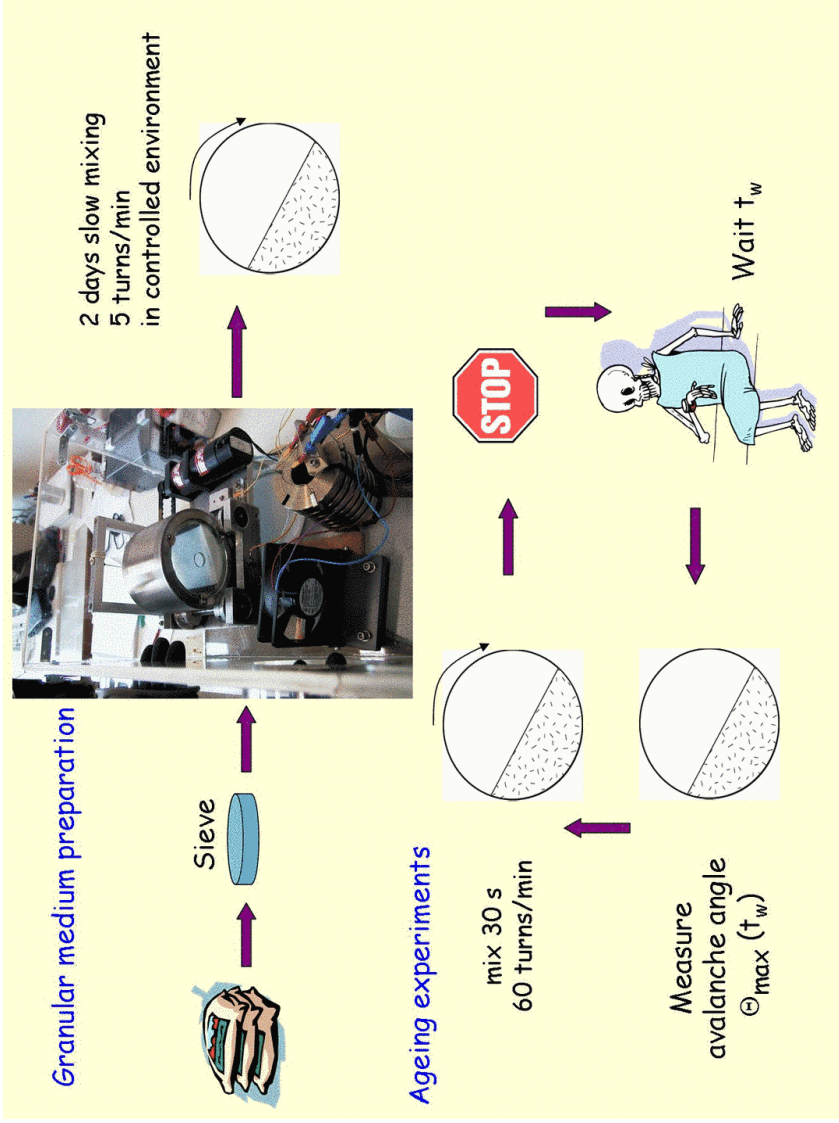 Granular medium preparation
Sieve
2 days slow mixing
5 turns/min
in controlled environment
Ageing experiments
mix 30 s
60 turns/min
STOP
Wait tw
Measure
avalanche angle
Θmax (tw)